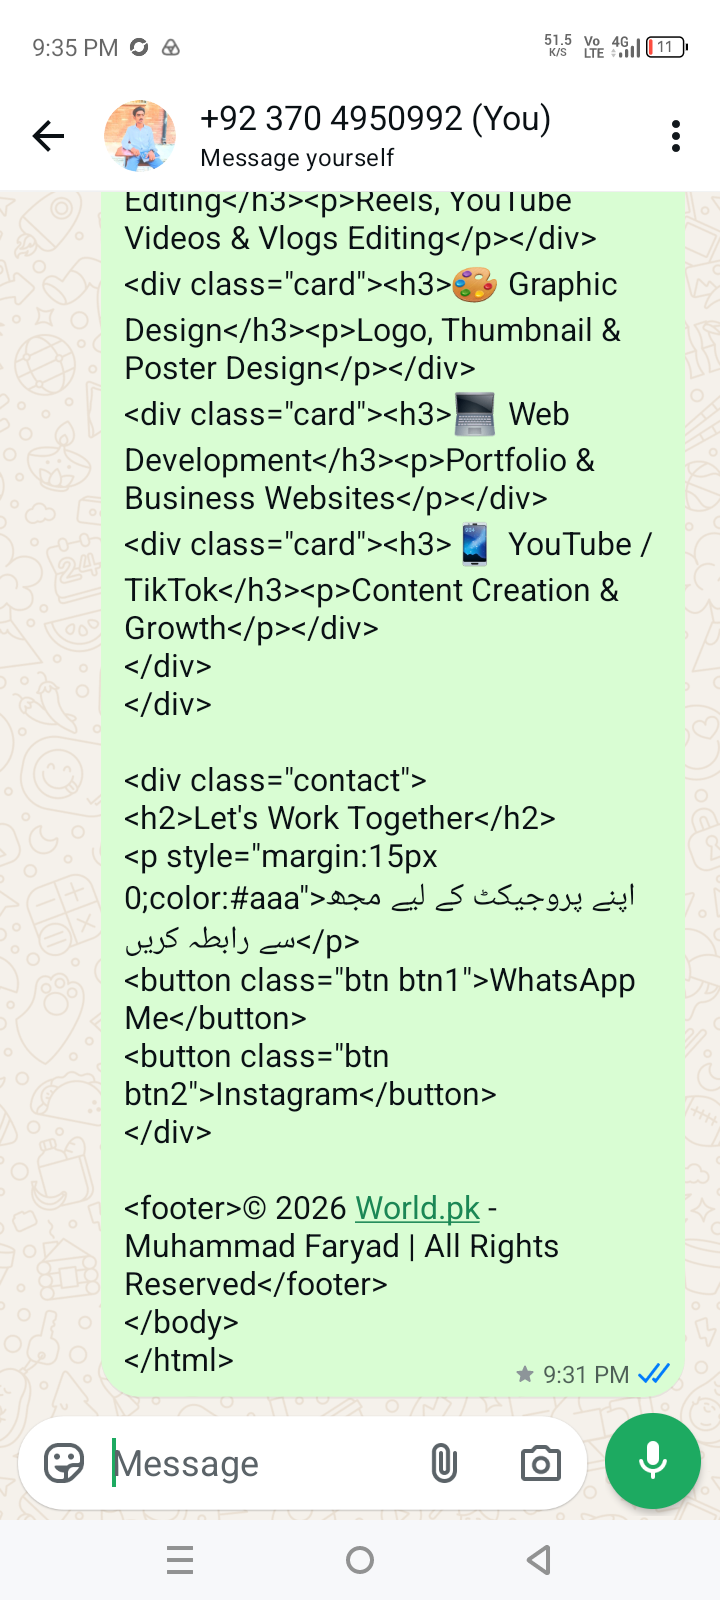 9:35 PM
51.5 K/S Vo LTE 4G 11
+92 370 4950992 (You)
Message yourself
Editing</h3><p>Reels, YouTube
Videos & Vlogs Editing</p></div>
<div class="card"><h3>🎨 Graphic
Design</h3><p>Logo, Thumbnail &
Poster Design</p></div>
<div class="card"><h3>💻 Web
Development</h3><p>Portfolio &
Business Websites</p></div>
<div class="card"><h3>📱 YouTube /
TikTok</h3><p>Content Creation &
Growth</p></div>
</div>
</div>

<div class="contact">
<h2>Let's Work Together</h2>
<p style="margin:15px
0;color:#aaa">اپنے پروجیکٹ کے لیے مجھ
سے رابطہ کریں</p>
<button class="btn btn1">WhatsApp
Me</button>
<button class="btn
btn2">Instagram</button>
</div>

<footer>© 2026 World.pk -
Muhammad Faryad | All Rights
Reserved</footer>
</body>
</html>
9:31 PM
Message